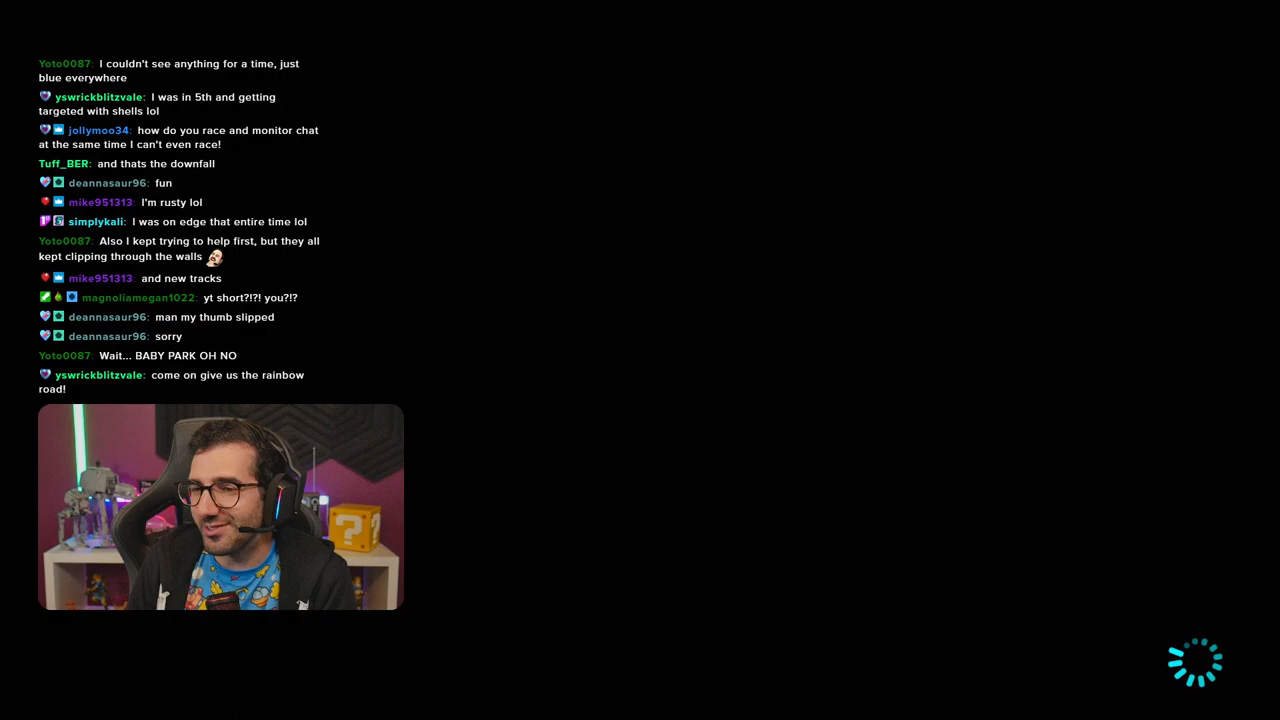 Yoto0087: I couldn't see anything for a time, just
blue everywhere
yswrickblitzvale: I was in 5th and getting
targeted with shells lol
jollymoo34: how do you race and monitor chat
at the same time I can't even race!
Tuff_BER: and thats the downfall
deannasaur96: fun
mike951313: I'm rusty lol
simplykali: I was on edge that entire time lol
Yoto0087: Also I kept trying to help first, but they all
kept clipping through the walls
mike951313: and new tracks
magnoliamegan1022: yt short?!?! you?!?
deannasaur96: man my thumb slipped
deannasaur96: sorry
Yoto0087: Wait... BABY PARK OH NO
yswrickblitzvale: come on give us the rainbow
road!